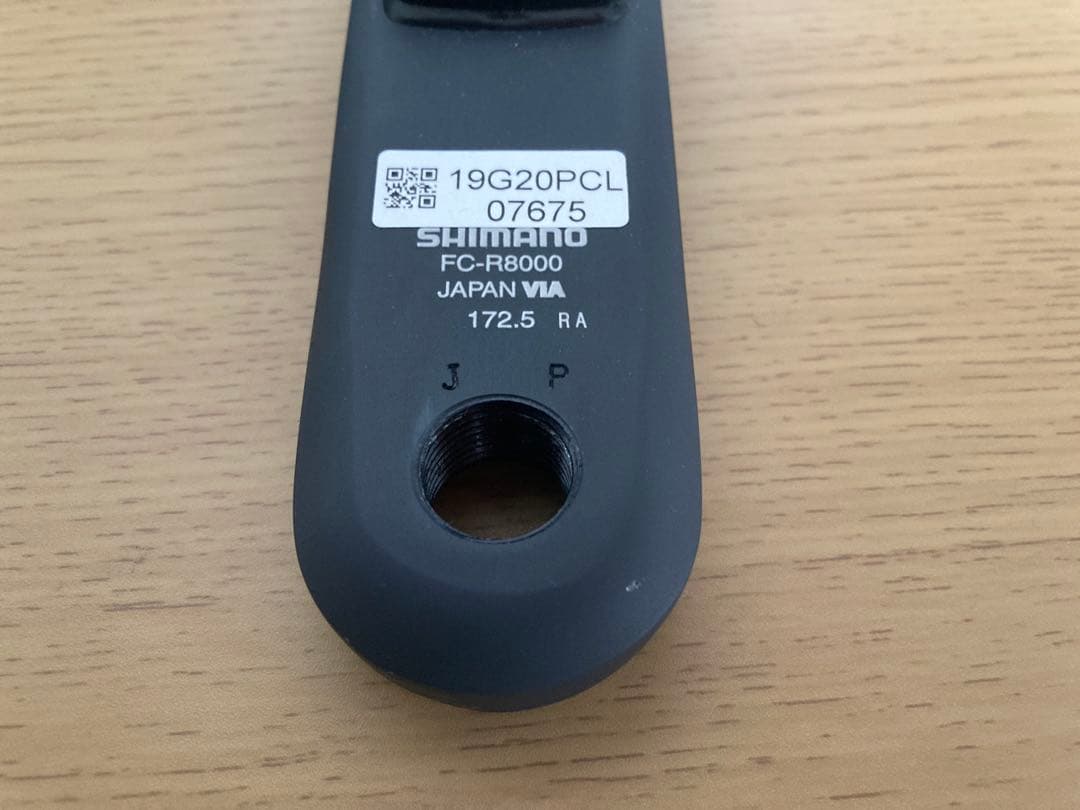 19G20PCL
07675
SHIMANO
FC-R8000
JAPAN VIA
172.5 RA
J P